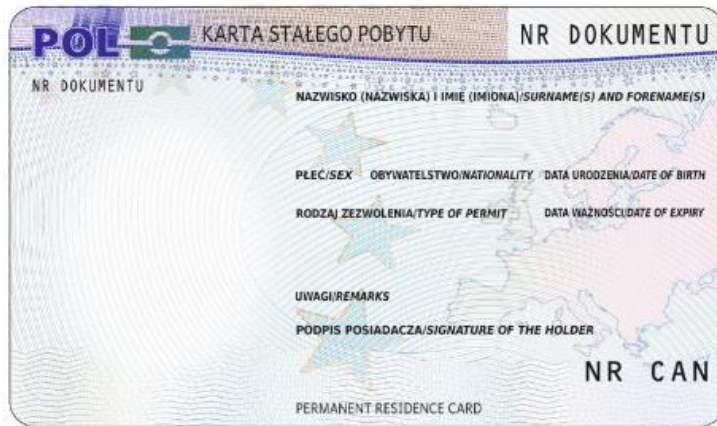 POL KARTA STAŁEGO POBYTU NR DOKUMENTU
NR DOKUMENTU
NAZWISKO (NAZWISKA) I IMIĘ (IMIONA)/SURNAME(S) AND FORENAME(S)
PŁEĆ/SEX OBYWATELSTWO/NATIONALITY DATA URODZENIA/DATE OF BIRTH
RODZAJ ZEZWOLENIA/TYPE OF PERMIT DATA WAŻNOŚCI/DATE OF EXPIRY
UWAGI/REMARKS
PODPIS POSIADACZA/SIGNATURE OF THE HOLDER
NR CAN
PERMANENT RESIDENCE CARD